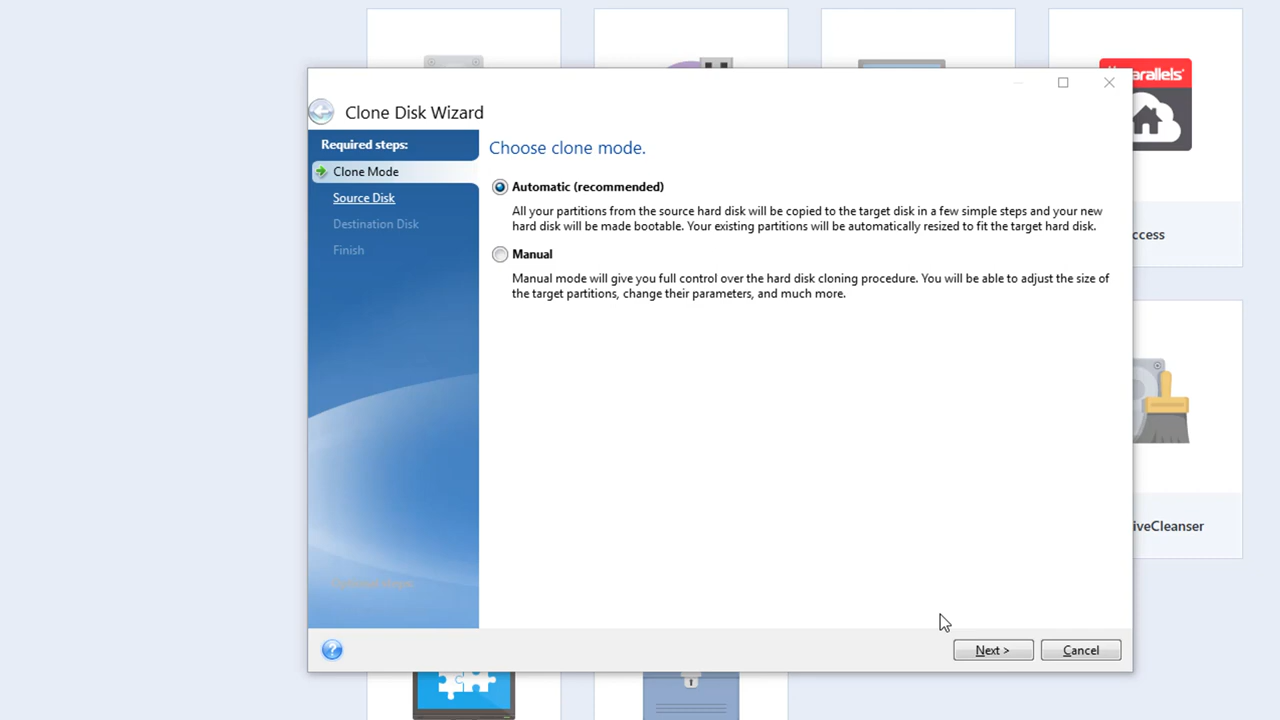 arallels®
Clone Disk Wizard
Required steps:
Clone Mode
Source Disk
Destination Disk
Finish
Choose clone mode.
Automatic (recommended)
All your partitions from the source hard disk will be copied to the target disk in a few simple steps and your new
hard disk will be made bootable. Your existing partitions will be automatically resized to fit the target hard disk.
Manual
Manual mode will give you full control over the hard disk cloning procedure. You will be able to adjust the size of
the target partitions, change their parameters, and much more.
ccess
iveCleanser
?
Next >
Cancel